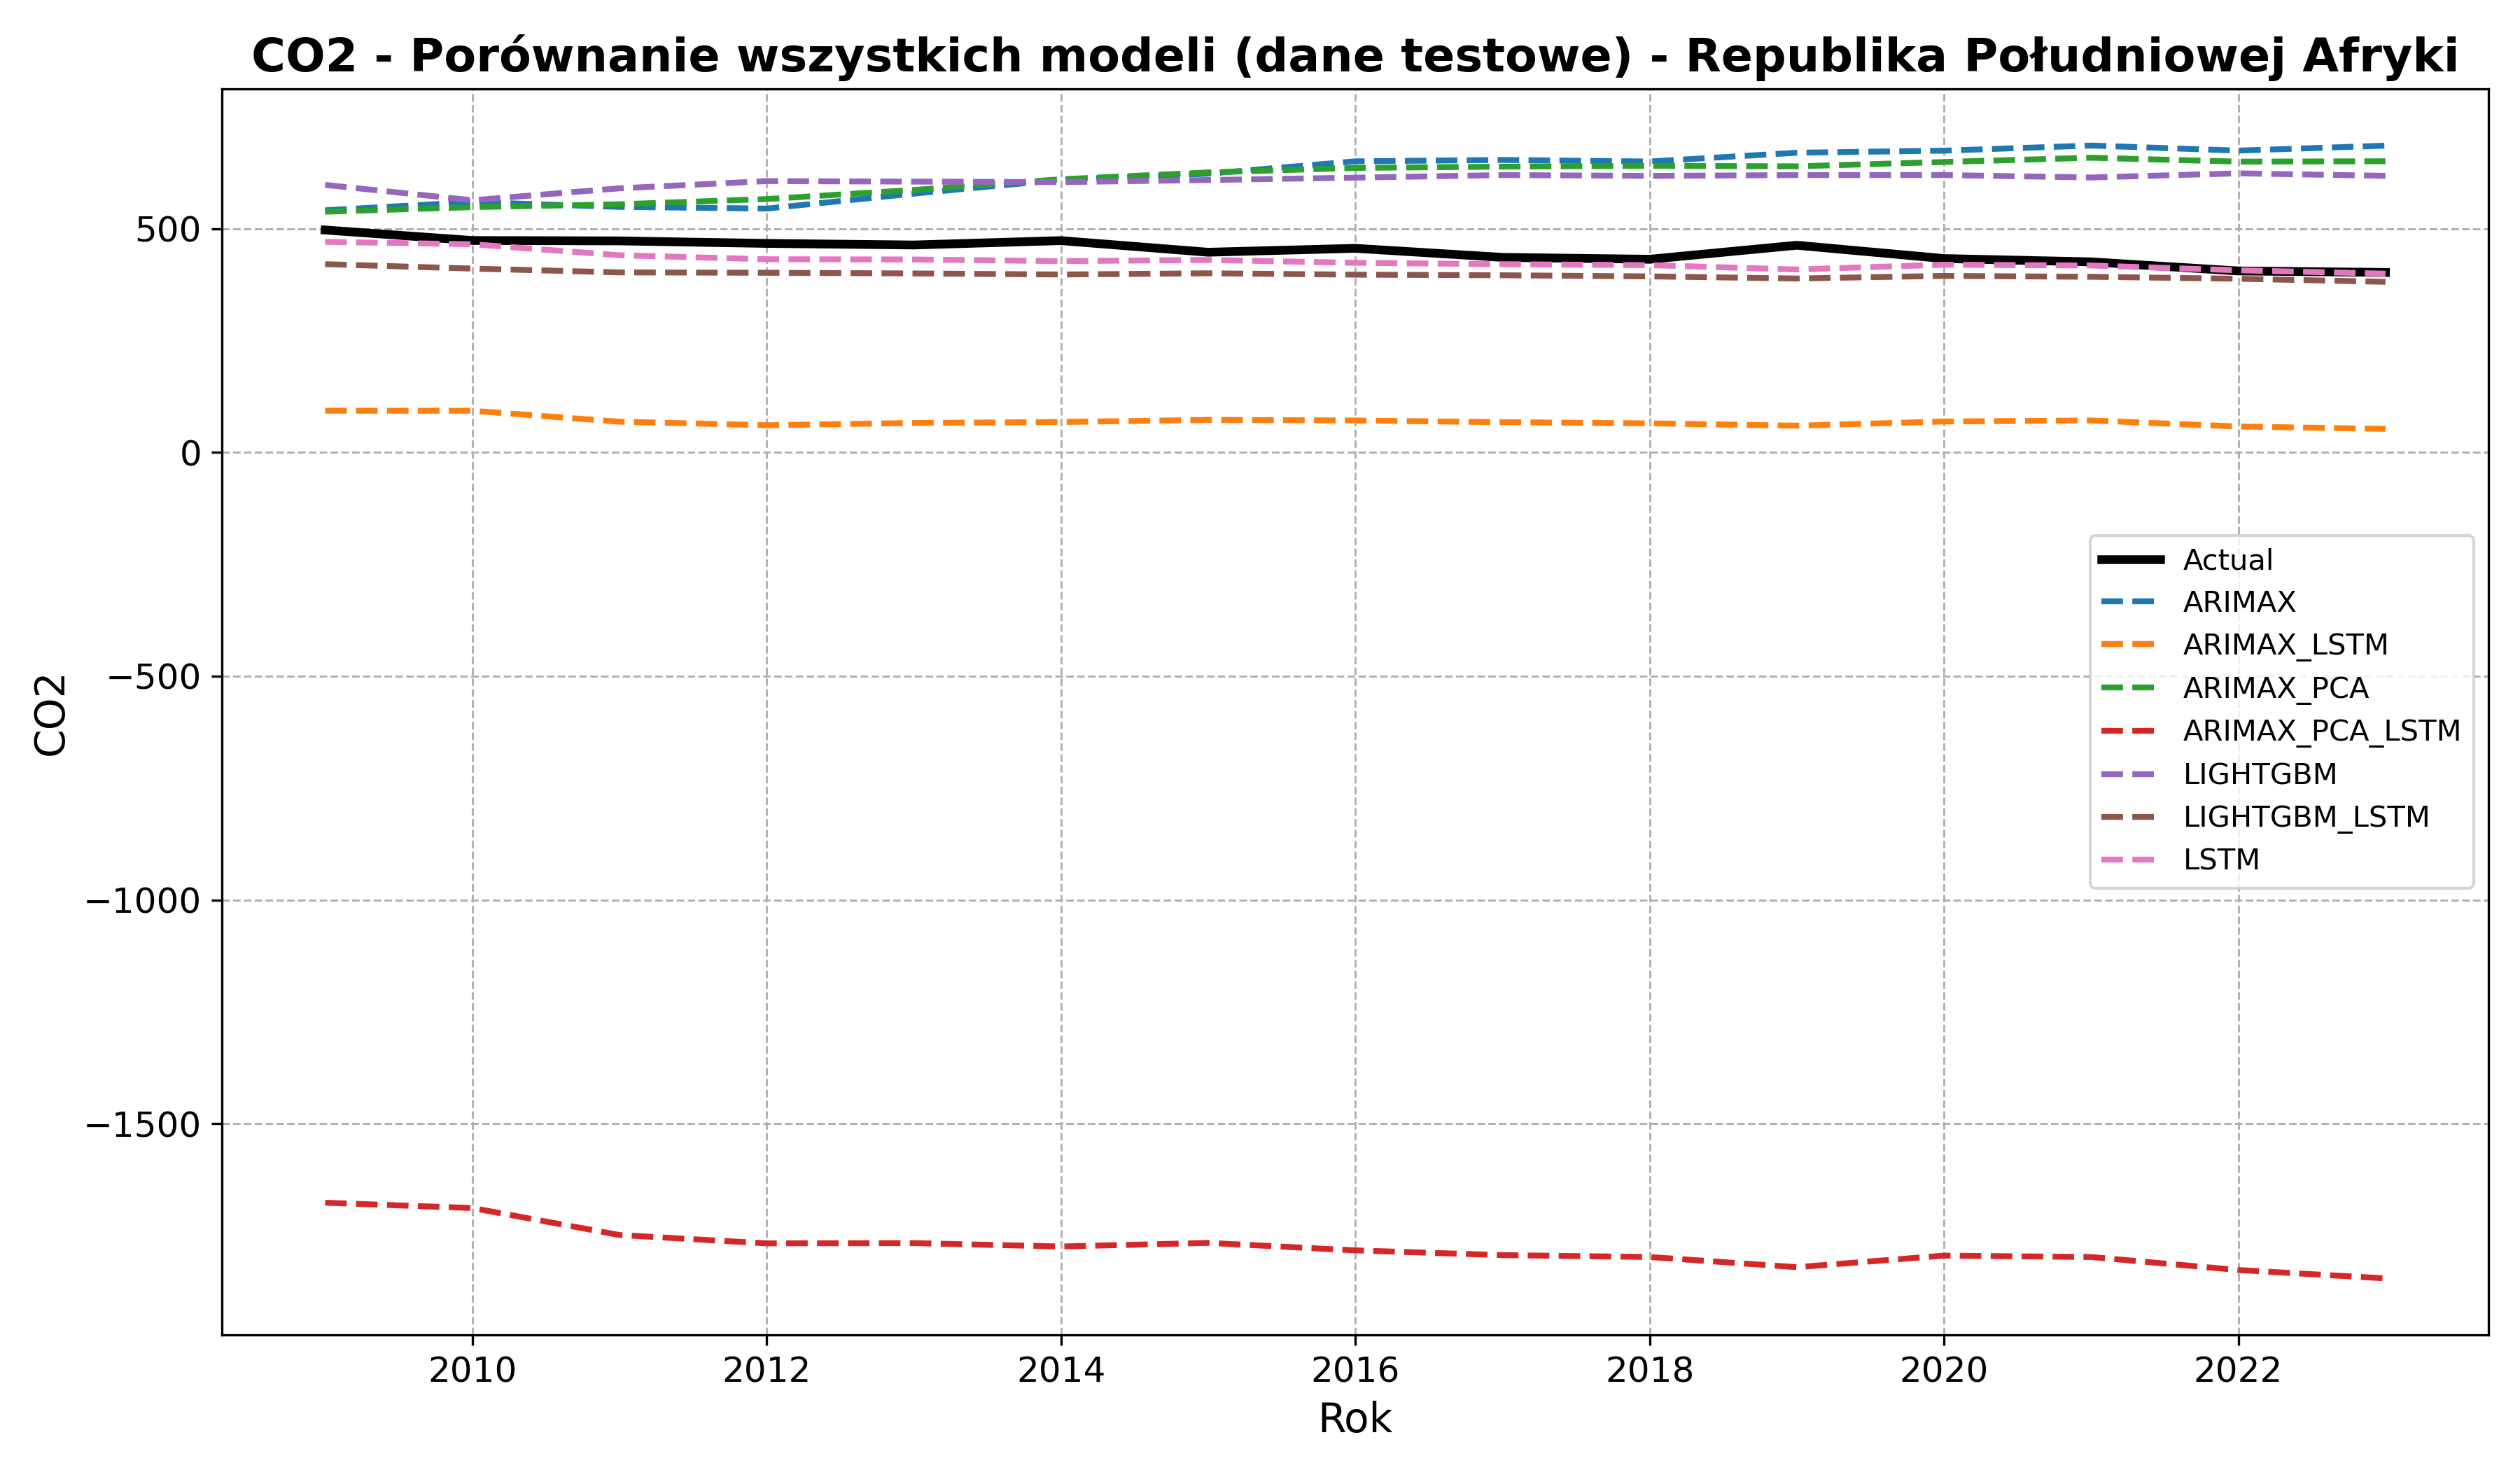 CO2 - Porównanie wszystkich modeli (dane testowe) - Republika Południowej Afryki
500
0
−500
−1000
−1500
CO2
Actual
ARIMAX
ARIMAX_LSTM
ARIMAX_PCA
ARIMAX_PCA_LSTM
LIGHTGBM
LIGHTGBM_LSTM
LSTM
2010 2012 2014 2016 2018 2020 2022
Rok